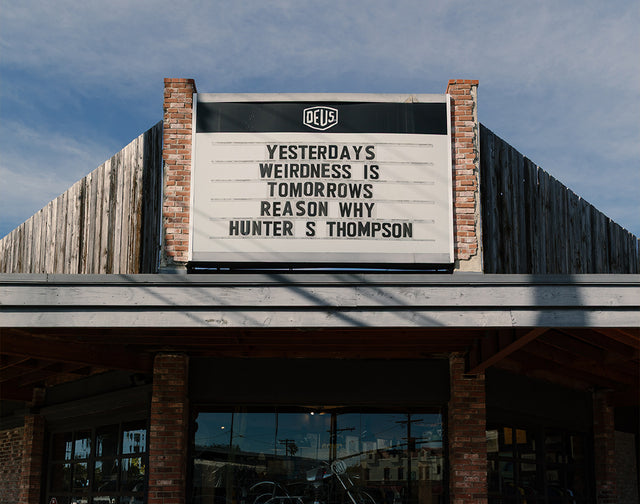 DEUS
YESTERDAYS
WEIRDNESS IS
TOMORROWS
REASON WHY
HUNTER S THOMPSON